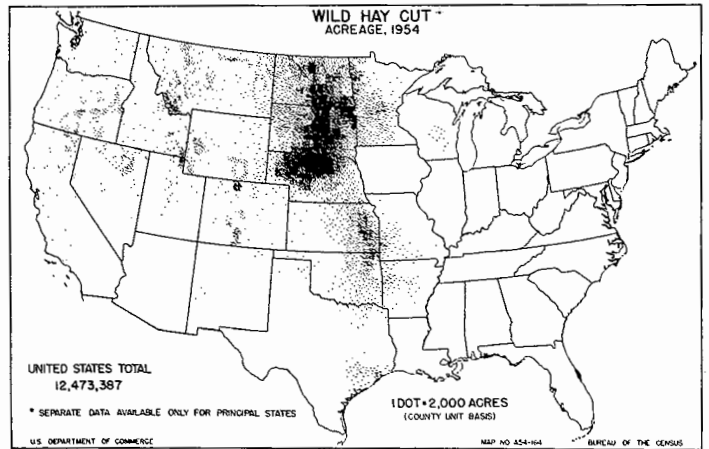 WILD HAY CUT *
ACREAGE, 1954
UNITED STATES TOTAL
12,473,387
1 DOT = 2,000 ACRES
(COUNTY UNIT BASIS)
* SEPARATE DATA AVAILABLE ONLY FOR PRINCIPAL STATES
U.S. DEPARTMENT OF COMMERCE
MAP NO. A54-164
BUREAU OF THE CENSUS